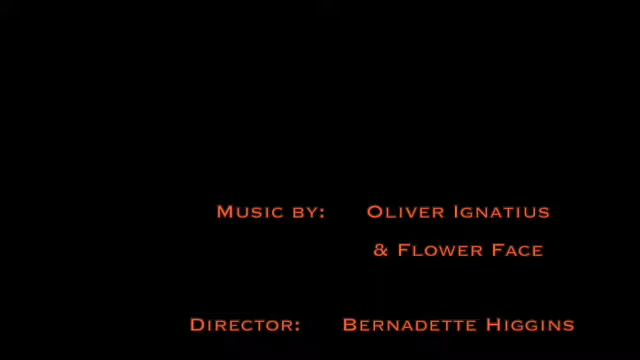 Music by: Oliver Ignatius
& Flower Face
Director: Bernadette Higgins